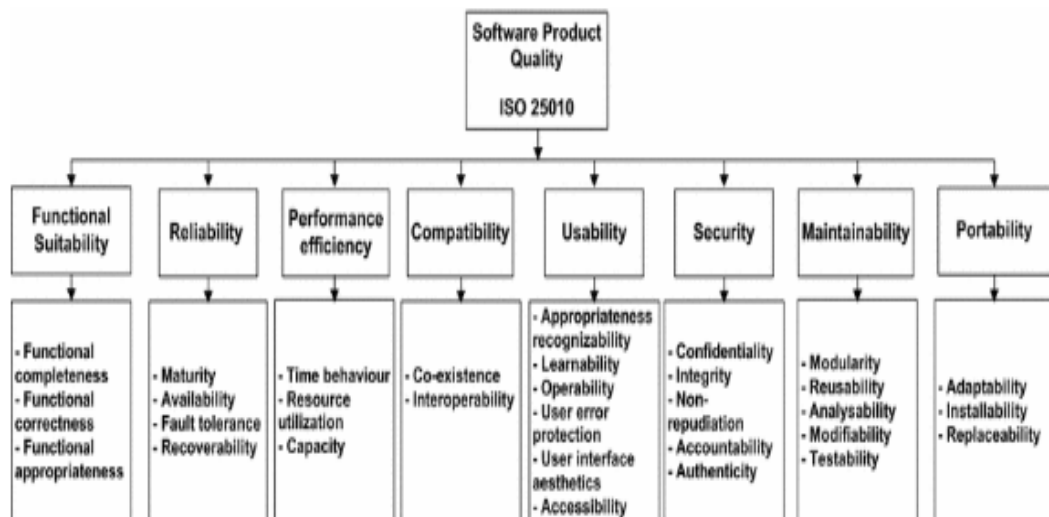 Software Product
Quality
ISO 25010
Functional
Suitability
Reliability
Performance
efficiency
Compatibility
Usability
Security
Maintainability
Portability
- Functional
completeness
- Functional
correctness
- Functional
appropriateness
- Maturity
- Availability
- Fault tolerance
- Recoverability
- Time behaviour
- Resource
utilization
- Capacity
- Co-existence
- Interoperability
- Appropriateness
recognizability
- Learnability
- Operability
- User error
protection
- User interface
aesthetics
- Accessibility
- Confidentiality
- Integrity
- Non-
repudiation
- Accountability
- Authenticity
- Modularity
- Reusability
- Analysability
- Modifiability
- Testability
- Adaptability
- Installability
- Replaceability